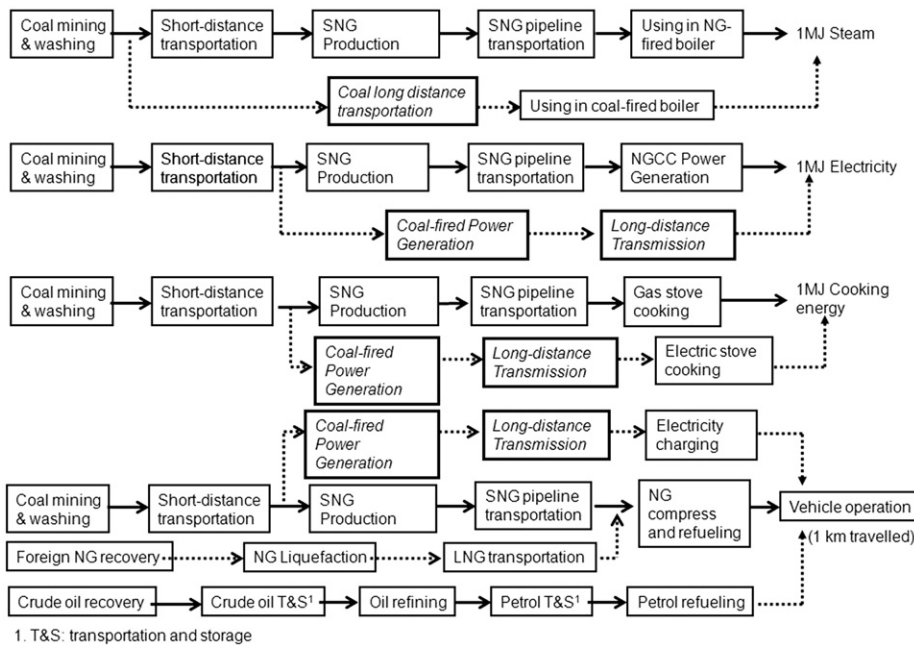 Coal mining
& washing
Short-distance
transportation
SNG
Production
SNG pipeline
transportation
Using in NG-
fired boiler
1MJ Steam
Coal long distance
transportation
Using in coal-fired boiler
Coal mining
& washing
Short-distance
transportation
SNG
Production
SNG pipeline
transportation
NGCC Power
Generation
1MJ Electricity
Coal-fired Power
Generation
Long-distance
Transmission
Coal mining
& washing
Short-distance
transportation
SNG
Production
SNG pipeline
transportation
Gas stove
cooking
1MJ Cooking
energy
Coal-fired
Power
Generation
Long-distance
Transmission
Electric stove
cooking
Coal-fired
Power
Generation
Long-distance
Transmission
Electricity
charging
Coal mining
& washing
Short-distance
transportation
SNG
Production
SNG pipeline
transportation
NG
compress
and refueling
Vehicle operation
(1 km travelled)
Foreign NG recovery
NG Liquefaction
LNG transportation
Crude oil recovery
Crude oil T&S¹
Oil refining
Petrol T&S¹
Petrol refueling
1. T&S: transportation and storage